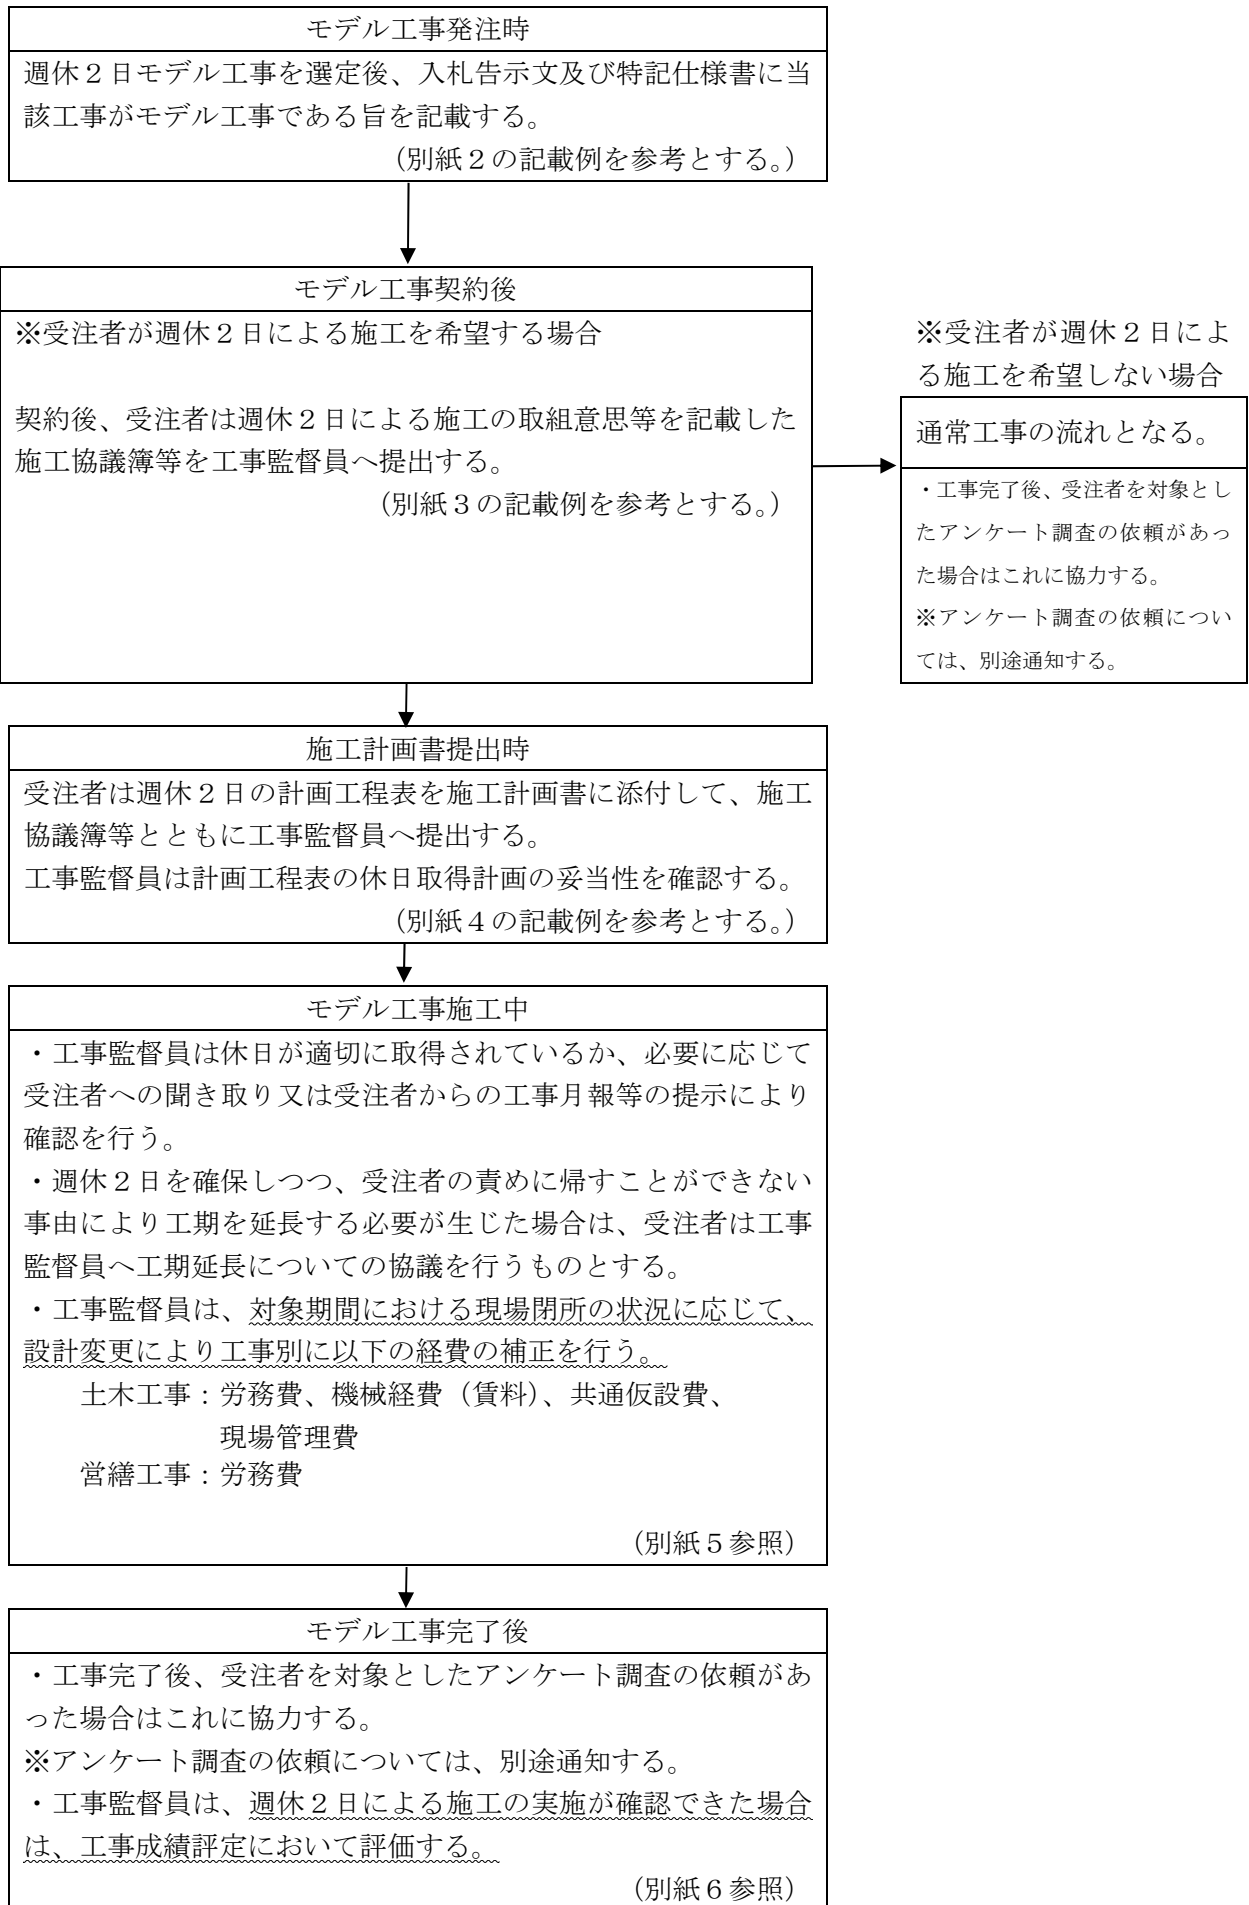 モデル工事発注時
週休２日モデル工事を選定後、入札告示文及び特記仕様書に当
該工事がモデル工事である旨を記載する。
（別紙２の記載例を参考とする。）
モデル工事契約後
※受注者が週休２日による施工を希望する場合
契約後、受注者は週休２日による施工の取組意思等を記載した
施工協議簿等を工事監督員へ提出する。
（別紙３の記載例を参考とする。）
※受注者が週休２日によ
る施工を希望しない場合
通常工事の流れとなる。
・工事完了後、受注者を対象とし
たアンケート調査の依頼があっ
た場合はこれに協力する。
※アンケート調査の依頼につい
ては、別途通知する。
施工計画書提出時
受注者は週休２日の計画工程表を施工計画書に添付して、施工
協議簿等とともに工事監督員へ提出する。
工事監督員は計画工程表の休日取得計画の妥当性を確認する。
（別紙４の記載例を参考とする。）
モデル工事施工中
・工事監督員は休日が適切に取得されているか、必要に応じて
受注者への聞き取り又は受注者からの工事月報等の提示により
確認を行う。
・週休２日を確保しつつ、受注者の責めに帰すことができない
事由により工期を延長する必要が生じた場合は、受注者は工事
監督員へ工期延長についての協議を行うものとする。
・工事監督員は、対象期間における現場閉所の状況に応じて、
設計変更により工事別に以下の経費の補正を行う。
土木工事：労務費、機械経費（賃料）、共通仮設費、
現場管理費
営繕工事：労務費
（別紙５参照）
モデル工事完了後
・工事完了後、受注者を対象としたアンケート調査の依頼があ
った場合はこれに協力する。
※アンケート調査の依頼については、別途通知する。
・工事監督員は、週休２日による施工の実施が確認できた場合
は、工事成績評定において評価する。
（別紙６参照）